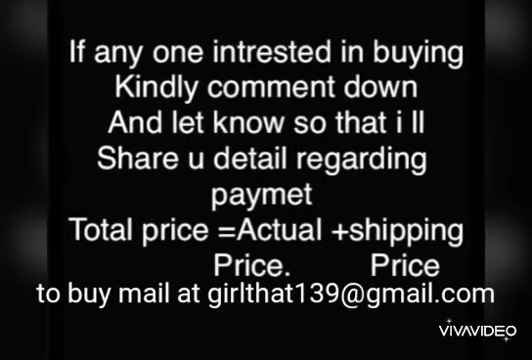 If any one intrested in buying
Kindly comment down
And let know so that i ll
Share u detail regarding
paymet
Total price =Actual +shipping
Price. Price
to buy mail at girlthat139@gmail.com
VIVAVIDEO